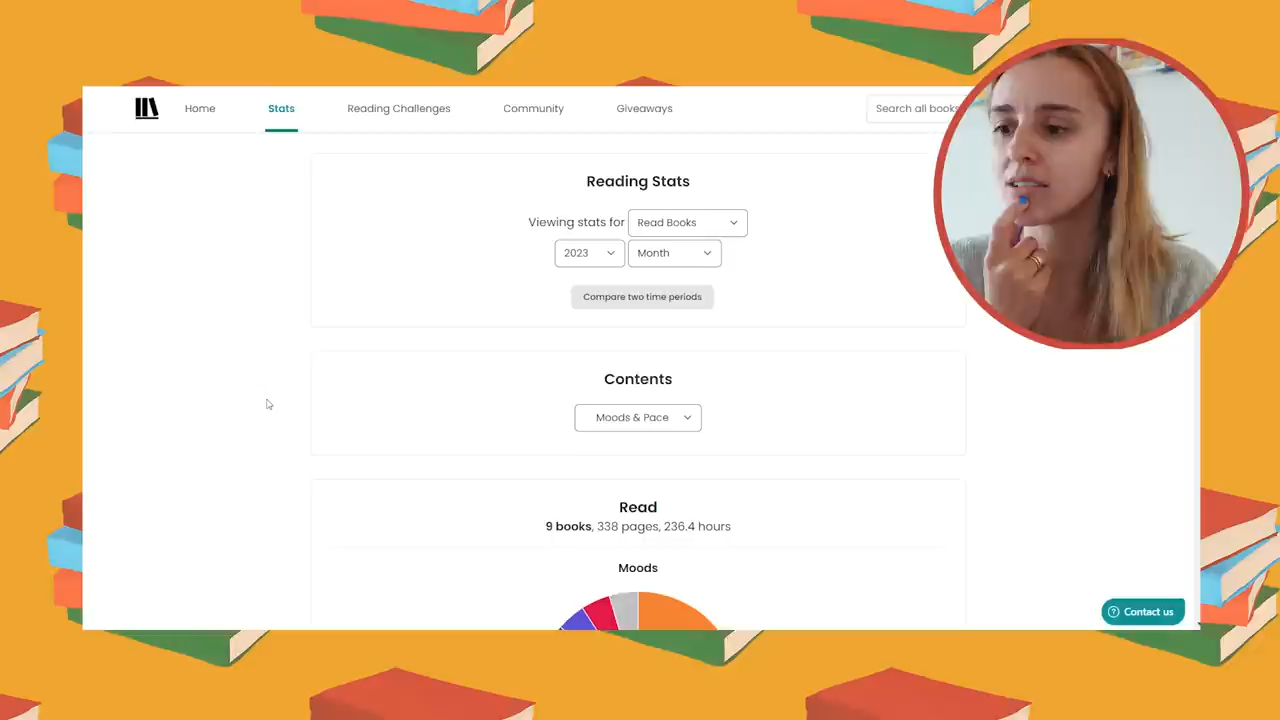 Home Stats Reading Challenges Community Giveaways Search all books
Reading Stats
Viewing stats for Read Books
2023 Month
Compare two time periods
Contents
Moods & Pace
Read
9 books, 338 pages, 236.4 hours
Moods
Contact us